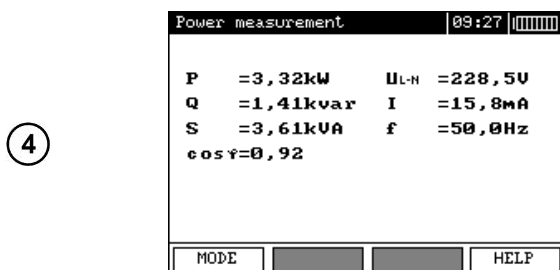 Power measurement 09:27
P =3,32kW UL-N =228,5V
Q =1,41kvar I =15,8mA
S =3,61kVA f =50,0Hz
cosφ=0,92
4
MODE HELP